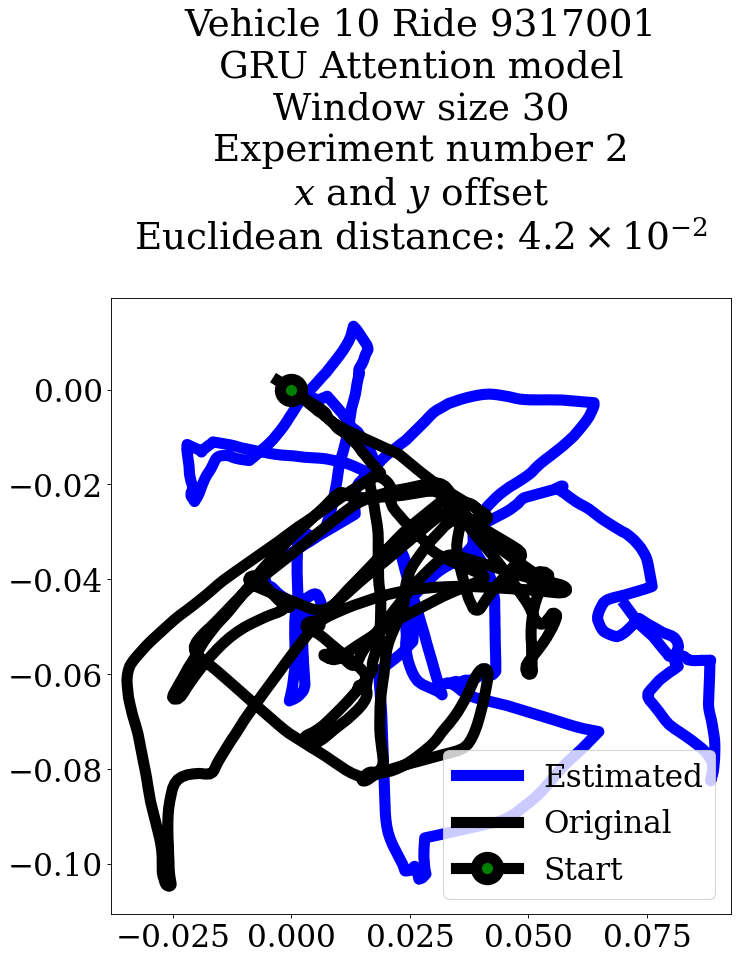 Vehicle 10 Ride 9317001
GRU Attention model
Window size 30
Experiment number 2
x and y offset
Euclidean distance: 4.2 × 10⁻²
0.00
−0.02
−0.04
−0.06
−0.08
−0.10
Estimated
Original
Start
−0.025 0.000 0.025 0.050 0.075